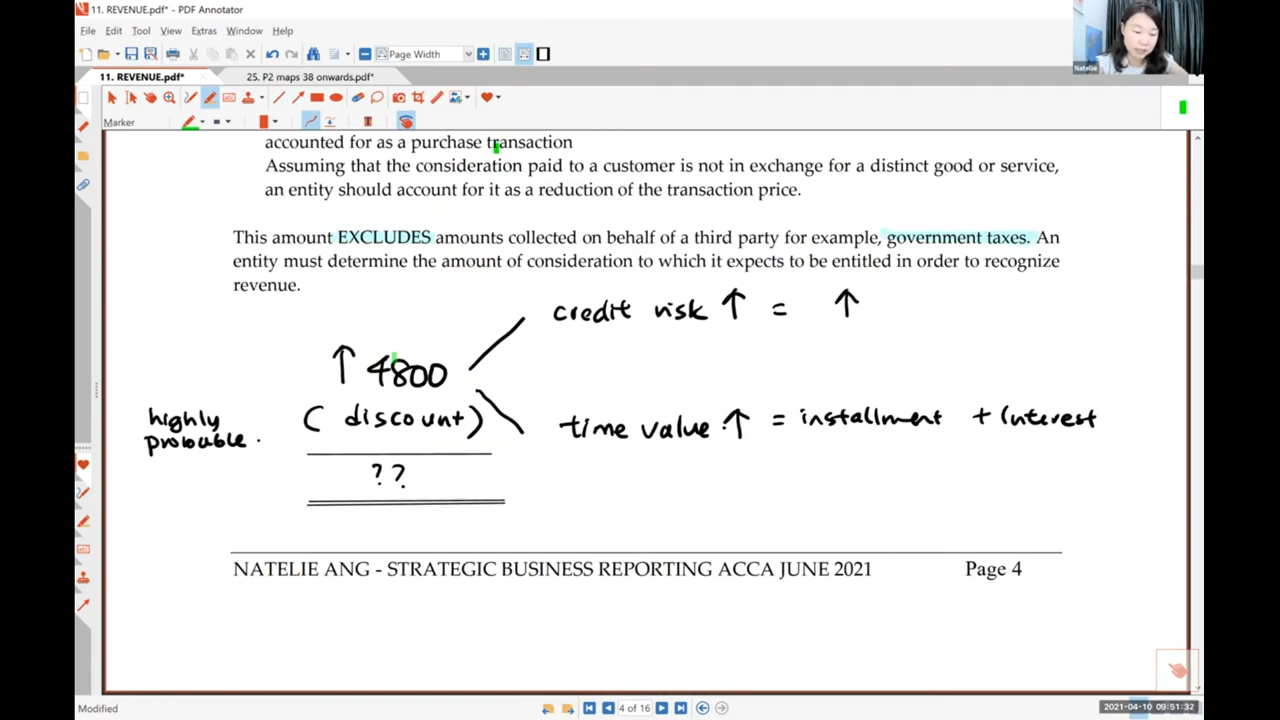 11. REVENUE.pdf* - PDF Annotator
File Edit Tool View Extras Window Help
Page Width
11. REVENUE.pdf* 25. P2 maps 38 onwards.pdf*
Marker
Natelie
accounted for as a purchase transaction
Assuming that the consideration paid to a customer is not in exchange for a distinct good or service,
an entity should account for it as a reduction of the transaction price.
This amount EXCLUDES amounts collected on behalf of a third party for example, government taxes. An
entity must determine the amount of consideration to which it expects to be entitled in order to recognize
revenue.
credit risk ↑ = ↑
↑ 4800
highly
probable.
( discount)
time value ↑ = installment + interest
??
NATELIE ANG - STRATEGIC BUSINESS REPORTING ACCA JUNE 2021 Page 4
Modified
4 of 16
2021-04-10 09:51:32